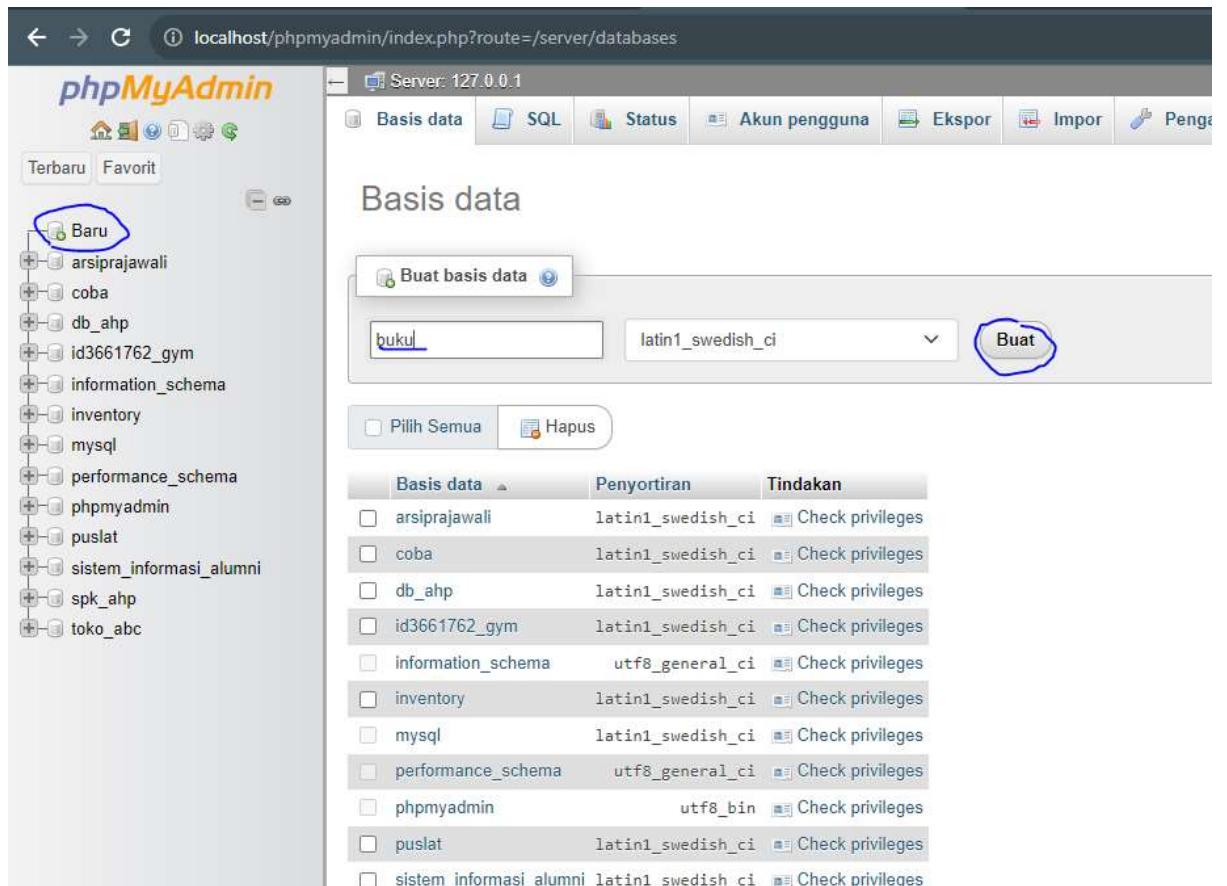 localhost/phpmyadmin/index.php?route=/server/databases
phpMyAdmin
Terbaru Favorit
Baru
arsiprajawali
coba
db_ahp
id3661762_gym
information_schema
inventory
mysql
performance_schema
phpmyadmin
puslat
sistem_informasi_alumni
spk_ahp
toko_abc
Server: 127.0.0.1
Basis data SQL Status Akun pengguna Ekspor Impor Penga
Basis data
Buat basis data
buku latin1_swedish_ci Buat
Pilih Semua Hapus
Basis data Penyortiran Tindakan
arsiprajawali latin1_swedish_ci Check privileges
coba latin1_swedish_ci Check privileges
db_ahp latin1_swedish_ci Check privileges
id3661762_gym latin1_swedish_ci Check privileges
information_schema utf8_general_ci Check privileges
inventory latin1_swedish_ci Check privileges
mysql latin1_swedish_ci Check privileges
performance_schema utf8_general_ci Check privileges
phpmyadmin utf8_bin Check privileges
puslat latin1_swedish_ci Check privileges
sistem_informasi_alumni latin1_swedish_ci Check privileges